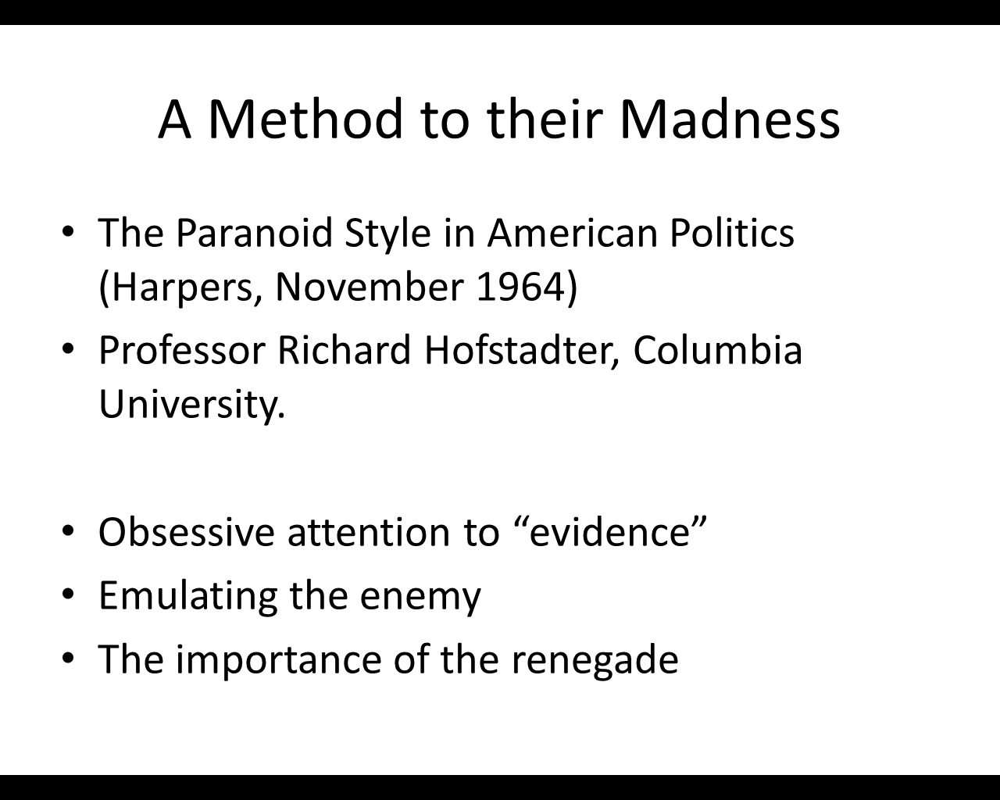 A Method to their Madness
• The Paranoid Style in American Politics
(Harpers, November 1964)
• Professor Richard Hofstadter, Columbia
University.
• Obsessive attention to “evidence”
• Emulating the enemy
• The importance of the renegade